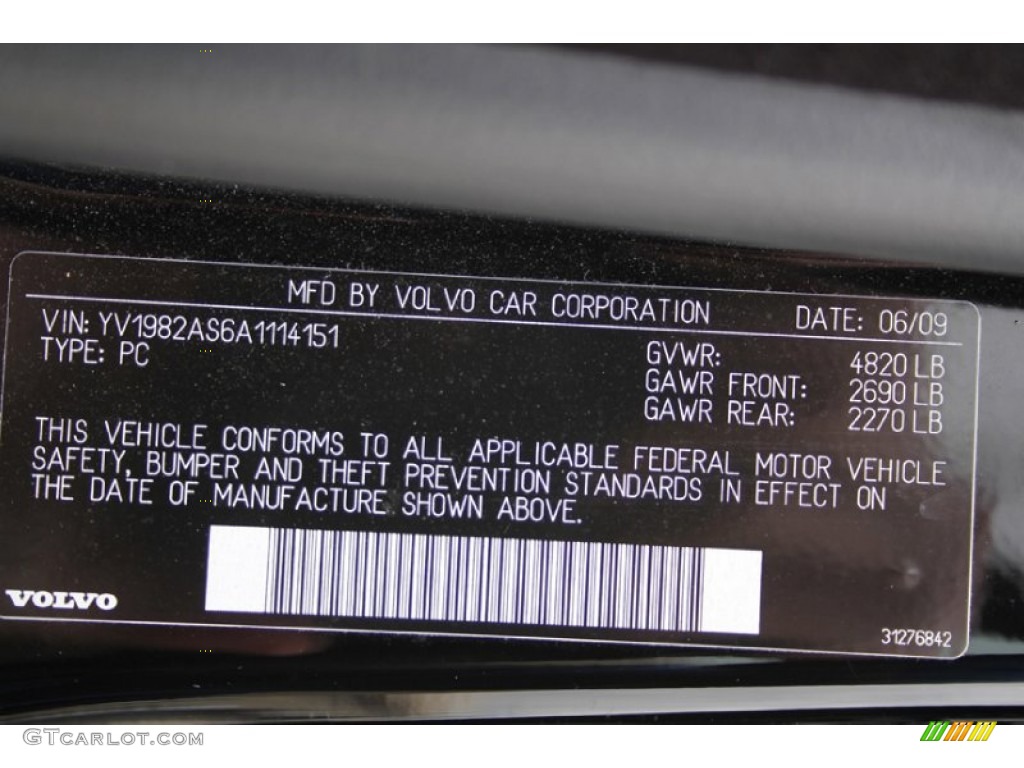 MFD BY VOLVO CAR CORPORATION DATE: 06/09
VIN: YV1982AS6A1114151
TYPE: PC
GVWR: 4820 LB
GAWR FRONT: 2690 LB
GAWR REAR: 2270 LB
THIS VEHICLE CONFORMS TO ALL APPLICABLE FEDERAL MOTOR VEHICLE
SAFETY, BUMPER AND THEFT PREVENTION STANDARDS IN EFFECT ON
THE DATE OF MANUFACTURE SHOWN ABOVE.
VOLVO
31276842
GTCARLOT.COM